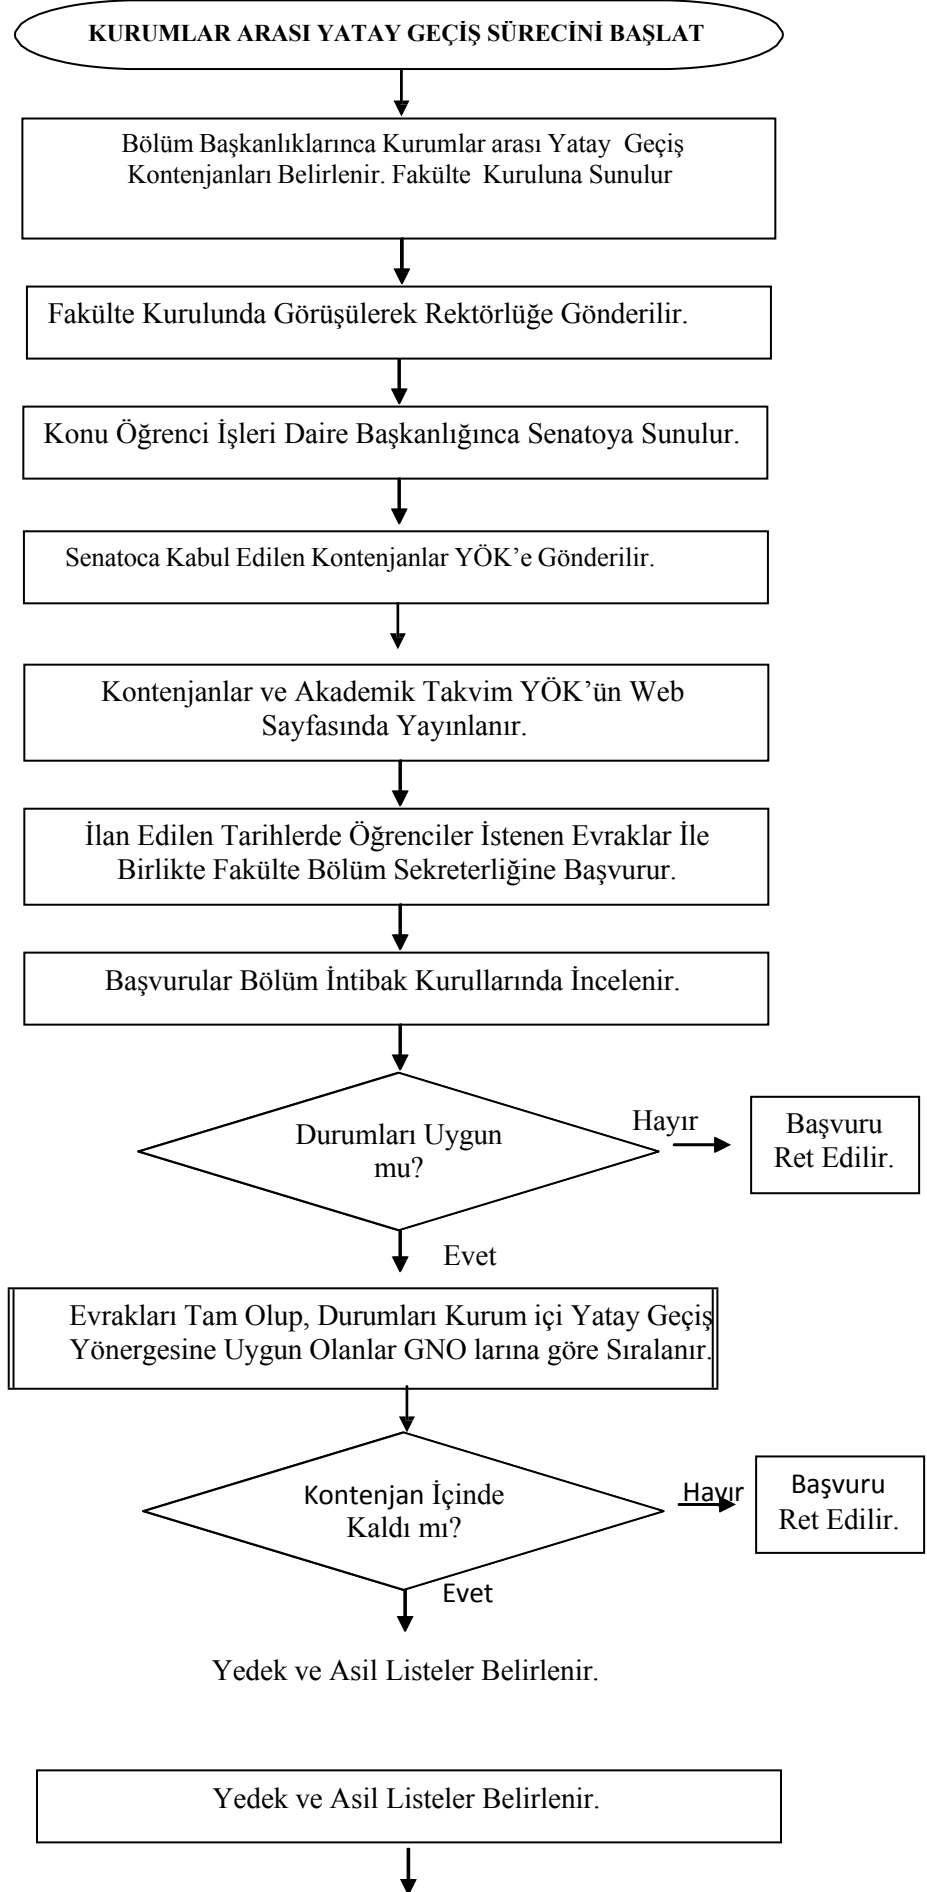 KURUMLAR ARASI YATAY GEÇİŞ SÜRECİNİ BAŞLAT
Bölüm Başkanlıklarınca Kurumlar arası Yatay Geçiş
Kontenjanları Belirlenir. Fakülte Kuruluna Sunulur
Fakülte Kurulunda Görüşülerek Rektörlüğe Gönderilir.
Konu Öğrenci İşleri Daire Başkanlığınca Senatoya Sunulur.
Senatoca Kabul Edilen Kontenjanlar YÖK’e Gönderilir.
Kontenjanlar ve Akademik Takvim YÖK’ün Web
Sayfasında Yayınlanır.
İlan Edilen Tarihlerde Öğrenciler İstenen Evraklar İle
Birlikte Fakülte Bölüm Sekreterliğine Başvurur.
Başvurular Bölüm İntibak Kurullarında İncelenir.
Durumları Uygun
mu?
Hayır
Başvuru
Ret Edilir.
Evet
Evrakları Tam Olup, Durumları Kurum içi Yatay Geçiş
Yönergesine Uygun Olanlar GNO larına göre Sıralanır.
Kontenjan İçinde
Kaldı mı?
Hayır
Başvuru
Ret Edilir.
Evet
Yedek ve Asil Listeler Belirlenir.
Yedek ve Asil Listeler Belirlenir.